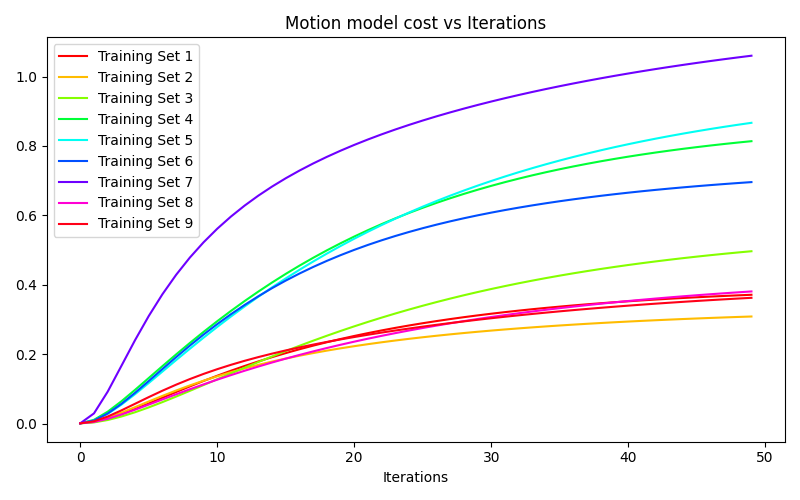 Motion model cost vs Iterations
Training Set 1
Training Set 2
Training Set 3
Training Set 4
Training Set 5
Training Set 6
Training Set 7
Training Set 8
Training Set 9
1.0
0.8
0.6
0.4
0.2
0.0
0 10 20 30 40 50
Iterations